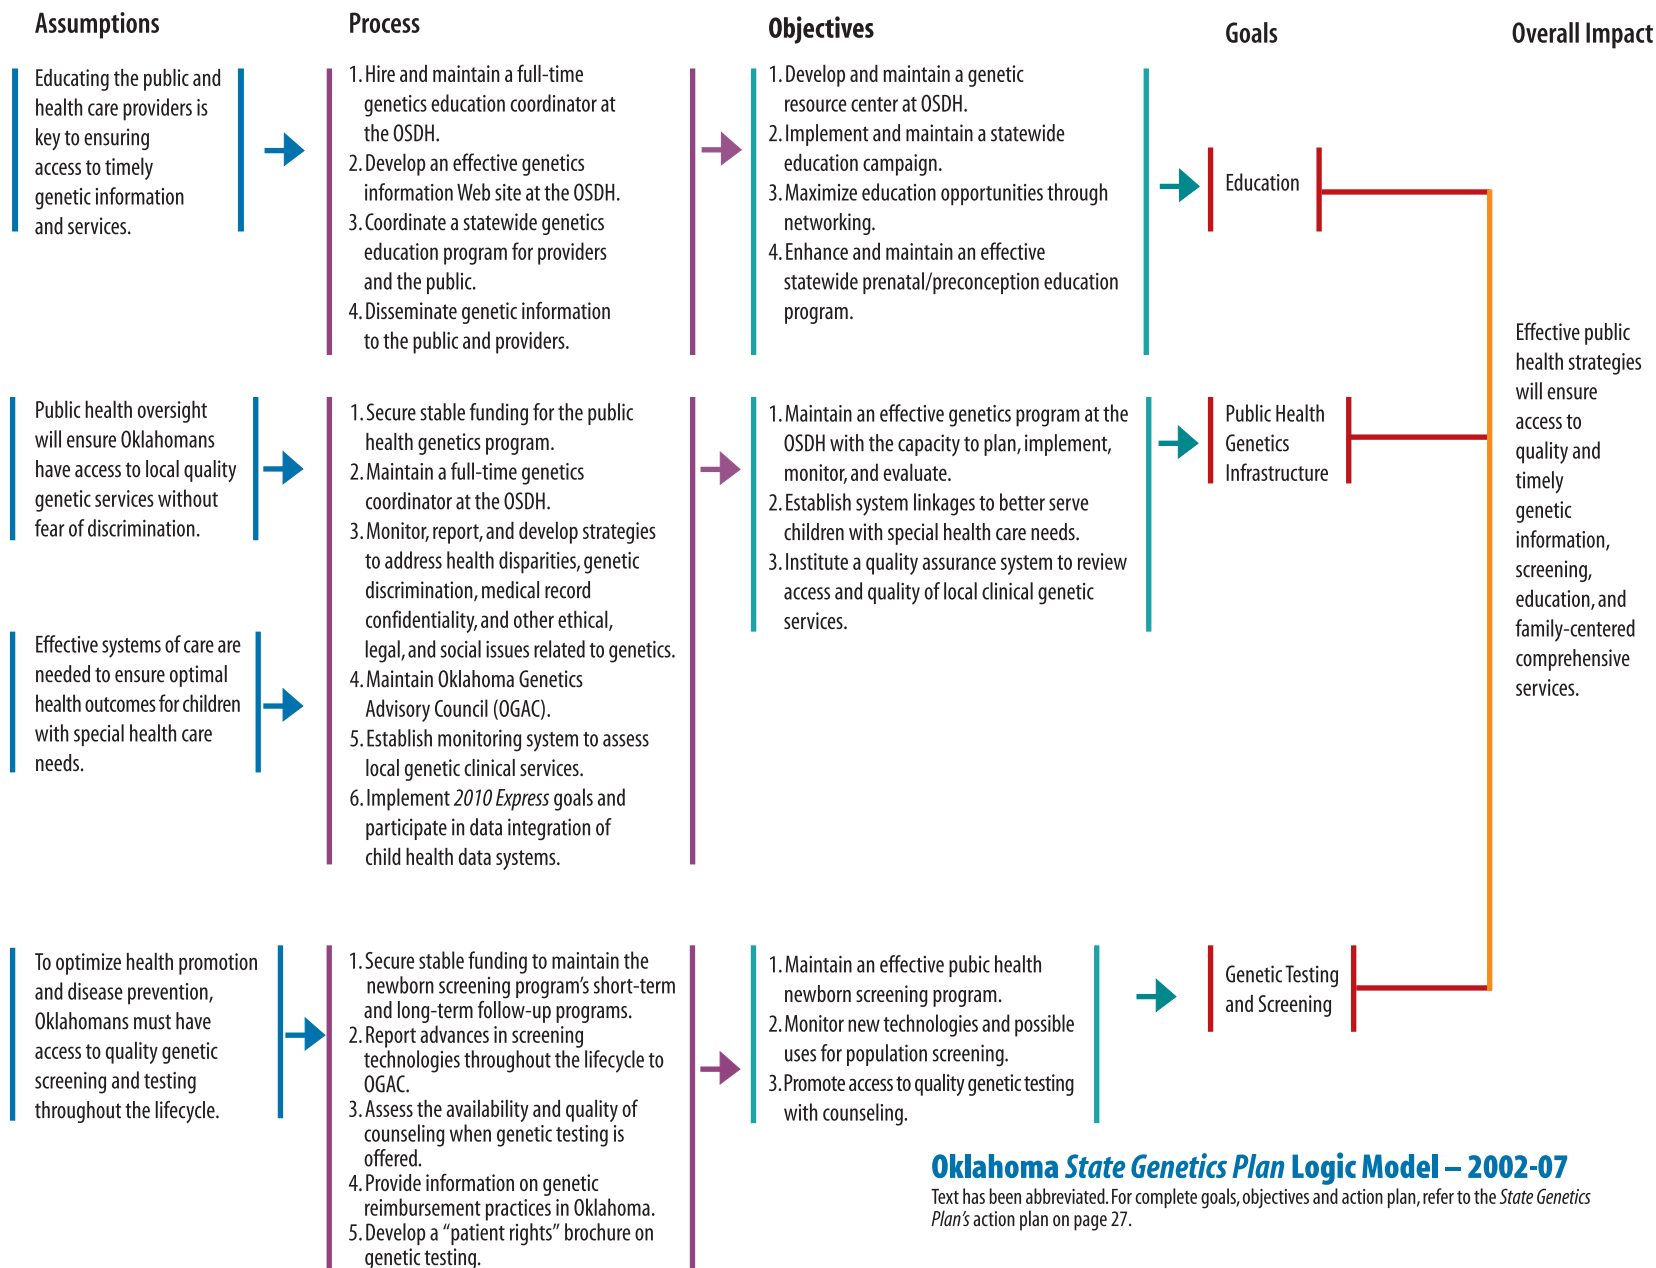 Assumptions
Educating the public and
health care providers is
key to ensuring
access to timely
genetic information
and services.
Public health oversight
will ensure Oklahomans
have access to local quality
genetic services without
fear of discrimination.
Effective systems of care are
needed to ensure optimal
health outcomes for children
with special health care
needs.
To optimize health promotion
and disease prevention,
Oklahomans must have
access to quality genetic
screening and testing
throughout the lifecycle.
Process
1. Hire and maintain a full-time
genetics education coordinator at
the OSDH.
2. Develop an effective genetics
information Web site at the OSDH.
3. Coordinate a statewide genetics
education program for providers
and the public.
4. Disseminate genetic information
to the public and providers.
1. Secure stable funding for the public
health genetics program.
2. Maintain a full-time genetics
coordinator at the OSDH.
3. Monitor, report, and develop strategies
to address health disparities, genetic
discrimination, medical record
confidentiality, and other ethical,
legal, and social issues related to genetics.
4. Maintain Oklahoma Genetics
Advisory Council (OGAC).
5. Establish monitoring system to assess
local genetic clinical services.
6. Implement 2010 Express goals and
participate in data integration of
child health data systems.
1. Secure stable funding to maintain the
newborn screening program's short-term
and long-term follow-up programs.
2. Report advances in screening
technologies throughout the lifecycle to
OGAC.
3. Assess the availability and quality of
counseling when genetic testing is
offered.
4. Provide information on genetic
reimbursement practices in Oklahoma.
5. Develop a “patient rights” brochure on
genetic testing.
Objectives
1. Develop and maintain a genetic
resource center at OSDH.
2. Implement and maintain a statewide
education campaign.
3. Maximize education opportunities through
networking.
4. Enhance and maintain an effective
statewide prenatal/preconception education
program.
1. Maintain an effective genetics program at the
OSDH with the capacity to plan, implement,
monitor, and evaluate.
2. Establish system linkages to better serve
children with special health care needs.
3. Institute a quality assurance system to review
access and quality of local clinical genetic
services.
1. Maintain an effective pubic health
newborn screening program.
2. Monitor new technologies and possible
uses for population screening.
3. Promote access to quality genetic testing
with counseling.
Goals
Education
Public Health
Genetics
Infrastructure
Genetic Testing
and Screening
Overall Impact
Effective public
health strategies
will ensure
access to
quality and
timely
genetic
information,
screening,
education, and
family-centered
comprehensive
services.
Oklahoma State Genetics Plan Logic Model – 2002-07
Text has been abbreviated. For complete goals, objectives and action plan, refer to the State Genetics
Plan's action plan on page 27.